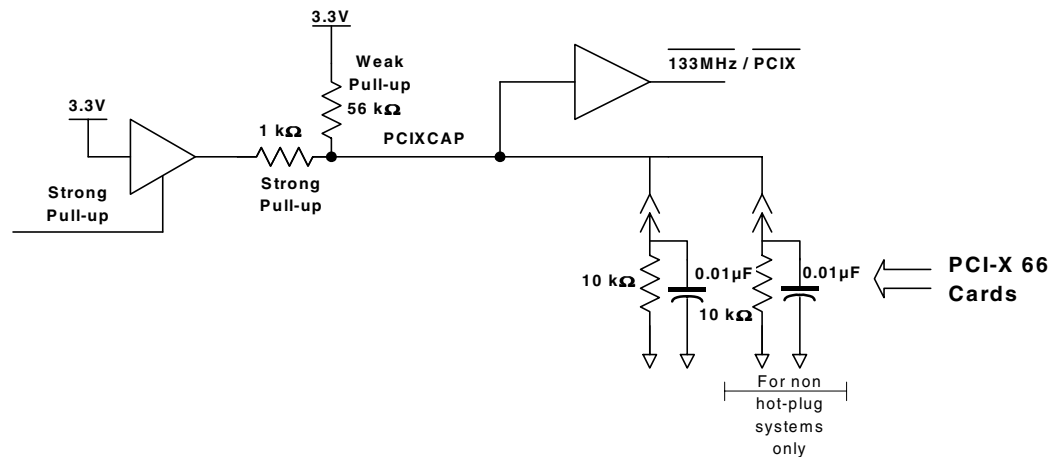 3.3V
Weak
Pull-up
56 kΩ
133MHz / PCIX
3.3V
1 kΩ
PCIXCAP
Strong
Pull-up
Strong
Pull-up
10 kΩ
0.01µF
10 kΩ
0.01µF
PCI-X 66
Cards
For non
hot-plug
systems
only